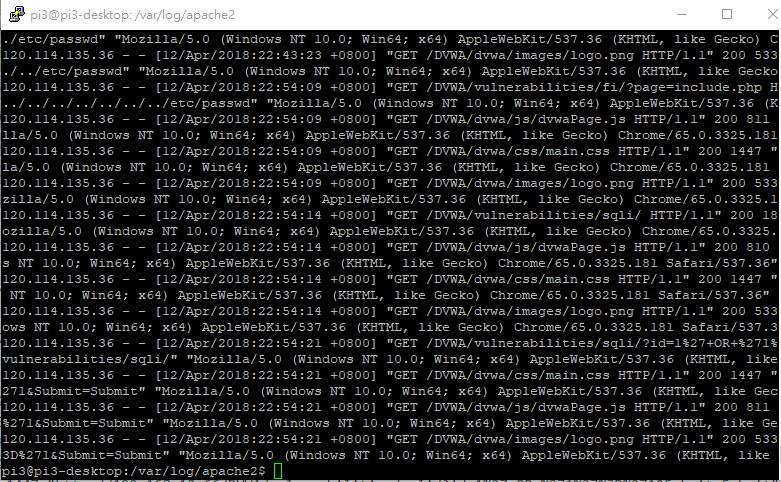 pi3@pi3-desktop: /var/log/apache2
./etc/passwd" "Mozilla/5.0 (Windows NT 10.0; Win64; x64) AppleWebKit/537.36 (KHTML, like Gecko) C
120.114.135.36 - - [12/Apr/2018:22:43:23 +0800] "GET /DVWA/dvwa/images/logo.png HTTP/1.1" 200 533
./../etc/passwd" "Mozilla/5.0 (Windows NT 10.0; Win64; x64) AppleWebKit/537.36 (KHTML, like Gecko
120.114.135.36 - - [12/Apr/2018:22:54:09 +0800] "GET /DVWA/vulnerabilities/fi/?page=include.php H
../../../../../../../etc/passwd" "Mozilla/5.0 (Windows NT 10.0; Win64; x64) AppleWebKit/537.36 (K
120.114.135.36 - - [12/Apr/2018:22:54:09 +0800] "GET /DVWA/dvwa/js/dvwaPage.js HTTP/1.1" 200 811
lla/5.0 (Windows NT 10.0; Win64; x64) AppleWebKit/537.36 (KHTML, like Gecko) Chrome/65.0.3325.181
120.114.135.36 - - [12/Apr/2018:22:54:09 +0800] "GET /DVWA/dvwa/css/main.css HTTP/1.1" 200 1447 "
la/5.0 (Windows NT 10.0; Win64; x64) AppleWebKit/537.36 (KHTML, like Gecko) Chrome/65.0.3325.181
120.114.135.36 - - [12/Apr/2018:22:54:09 +0800] "GET /DVWA/dvwa/images/logo.png HTTP/1.1" 200 533
zilla/5.0 (Windows NT 10.0; Win64; x64) AppleWebKit/537.36 (KHTML, like Gecko) Chrome/65.0.3325.1
120.114.135.36 - - [12/Apr/2018:22:54:14 +0800] "GET /DVWA/vulnerabilities/sqli/ HTTP/1.1" 200 18
ozilla/5.0 (Windows NT 10.0; Win64; x64) AppleWebKit/537.36 (KHTML, like Gecko) Chrome/65.0.3325.
120.114.135.36 - - [12/Apr/2018:22:54:14 +0800] "GET /DVWA/dvwa/js/dvwaPage.js HTTP/1.1" 200 810
s NT 10.0; Win64; x64) AppleWebKit/537.36 (KHTML, like Gecko) Chrome/65.0.3325.181 Safari/537.36"
120.114.135.36 - - [12/Apr/2018:22:54:14 +0800] "GET /DVWA/dvwa/css/main.css HTTP/1.1" 200 1447 "
 NT 10.0; Win64; x64) AppleWebKit/537.36 (KHTML, like Gecko) Chrome/65.0.3325.181 Safari/537.36"
120.114.135.36 - - [12/Apr/2018:22:54:14 +0800] "GET /DVWA/dvwa/images/logo.png HTTP/1.1" 200 533
ows NT 10.0; Win64; x64) AppleWebKit/537.36 (KHTML, like Gecko) Chrome/65.0.3325.181 Safari/537.3
120.114.135.36 - - [12/Apr/2018:22:54:21 +0800] "GET /DVWA/vulnerabilities/sqli/?id=1%27+OR+%271%
vulnerabilities/sqli/" "Mozilla/5.0 (Windows NT 10.0; Win64; x64) AppleWebKit/537.36 (KHTML, like
120.114.135.36 - - [12/Apr/2018:22:54:21 +0800] "GET /DVWA/dvwa/css/main.css HTTP/1.1" 200 1447 "
271&Submit=Submit" "Mozilla/5.0 (Windows NT 10.0; Win64; x64) AppleWebKit/537.36 (KHTML, like Gec
120.114.135.36 - - [12/Apr/2018:22:54:21 +0800] "GET /DVWA/dvwa/js/dvwaPage.js HTTP/1.1" 200 811
%271&Submit=Submit" "Mozilla/5.0 (Windows NT 10.0; Win64; x64) AppleWebKit/537.36 (KHTML, like Ge
120.114.135.36 - - [12/Apr/2018:22:54:21 +0800] "GET /DVWA/dvwa/images/logo.png HTTP/1.1" 200 533
3D%271&Submit=Submit" "Mozilla/5.0 (Windows NT 10.0; Win64; x64) AppleWebKit/537.36 (KHTML, like
pi3@pi3-desktop:/var/log/apache2$